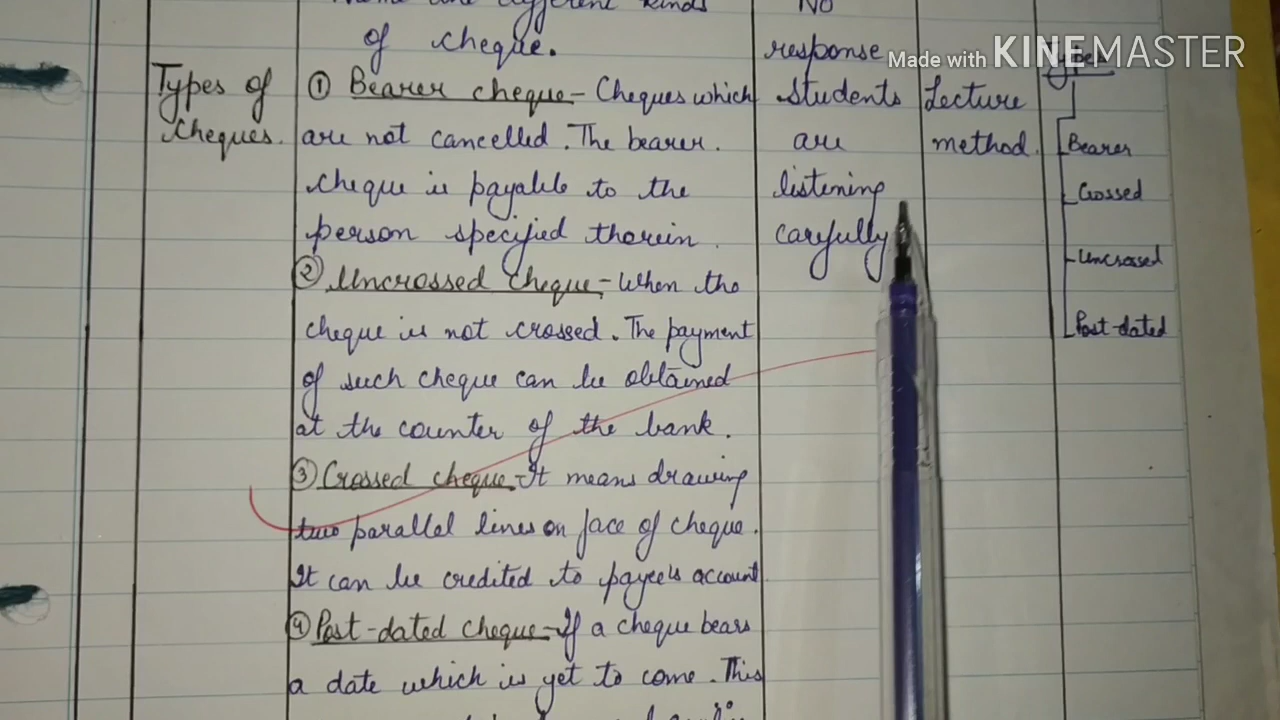 of cheque.
No
response
Made with KINEMASTER
Types
Types of
cheques.
① Bearer cheque - Cheques which
are not cancelled. The bearer.
cheque is payable to the
person specified therein.
② Uncrossed cheque - When the
cheque is not crossed. The payment
of such cheque can be obtained
at the counter of the bank.
③ Crossed cheque - It means drawing
two parallel lines on face of cheque.
It can be credited to payee's account
④ Post-dated cheque - If a cheque bears
a date which is yet to come. This
Students
are
listening
carfully
Lecture
method.
Bearer
Crossed
Uncrossed
Post-dated